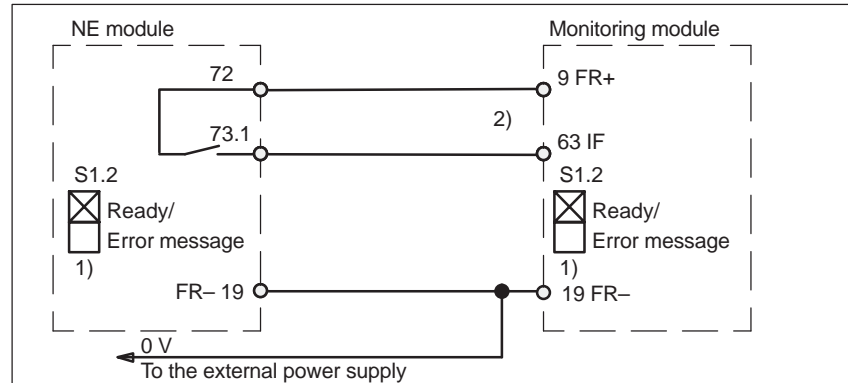 NE module
Monitoring module
72
9 FR+
2)
73.1
63 IF
S1.2
S1.2
Ready/
Error message
Ready/
Error message
1)
1)
FR– 19
19 FR–
0 V
To the external power supply